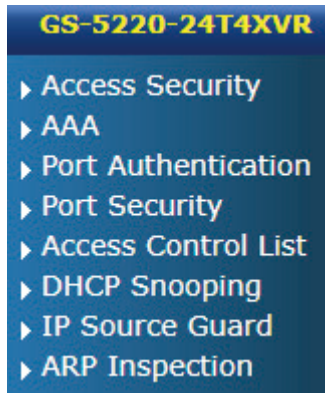 GS-5220-24T4XVR
Access Security
AAA
Port Authentication
Port Security
Access Control List
DHCP Snooping
IP Source Guard
ARP Inspection